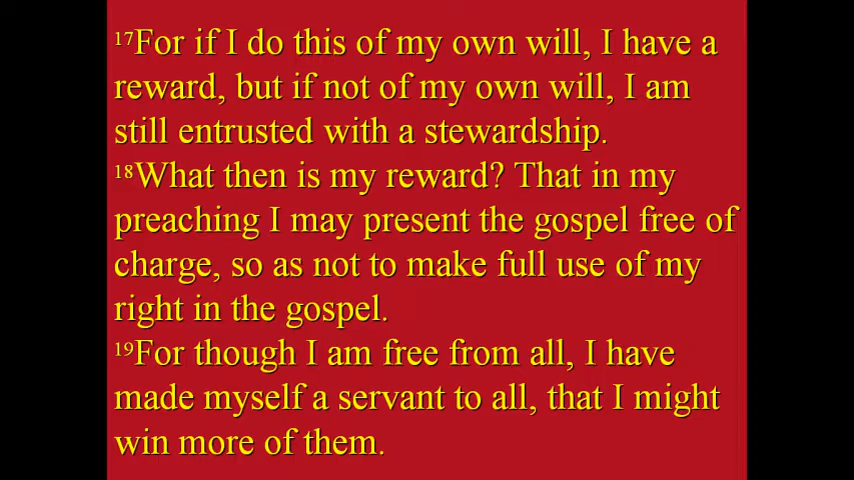 17For if I do this of my own will, I have a
reward, but if not of my own will, I am
still entrusted with a stewardship.
18What then is my reward? That in my
preaching I may present the gospel free of
charge, so as not to make full use of my
right in the gospel.
19For though I am free from all, I have
made myself a servant to all, that I might
win more of them.